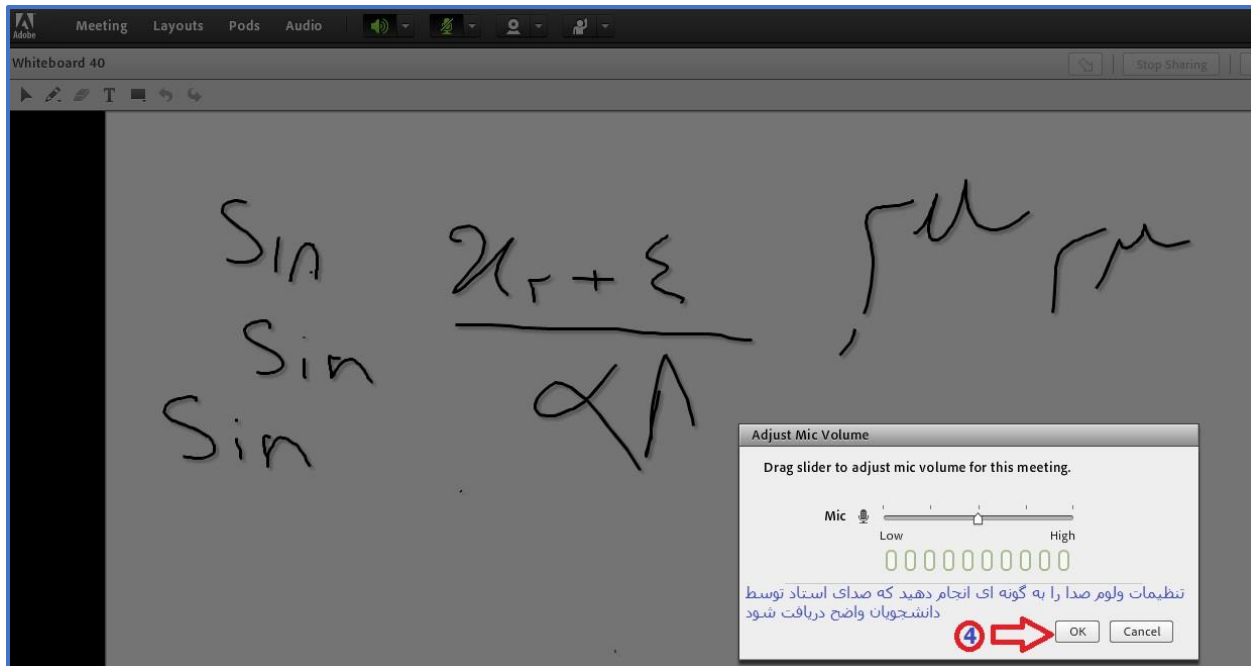 Adobe Meeting Layouts Pods Audio
Whiteboard 40 Stop Sharing
T
Sin
Sin
Sin
Adjust Mic Volume
Drag slider to adjust mic volume for this meeting.
Mic
Low High
تنظیمات ولوم صدا را به گونه ای انجام دهید که صدای استاد توسط
دانشجویان واضح دریافت شود
4 OK Cancel